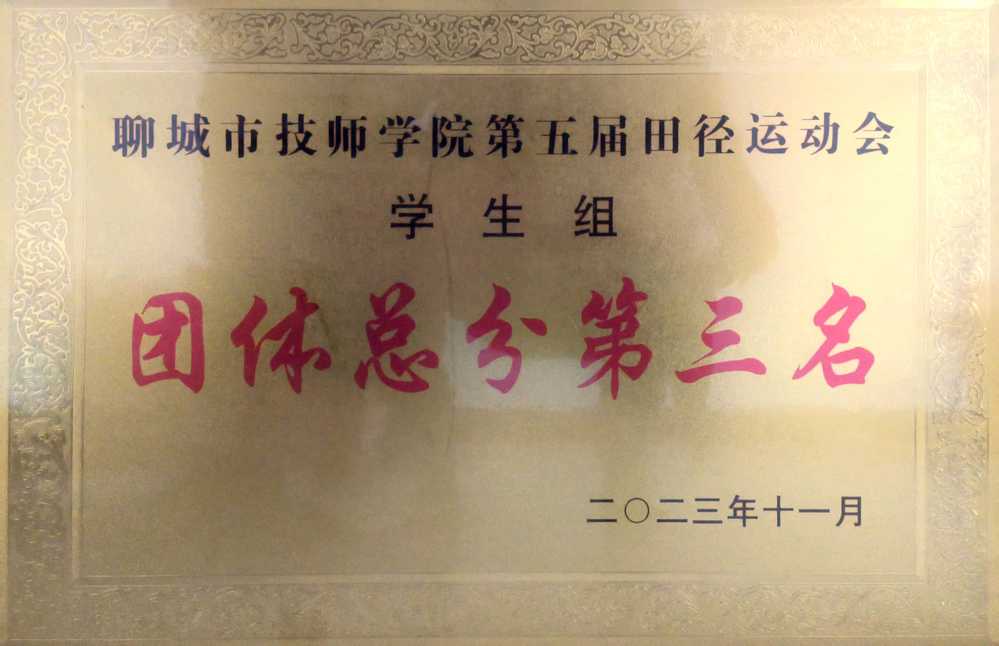 聊城市技师学院第五届田径运动会
学生组
团体总分第三名
二〇二三年十一月